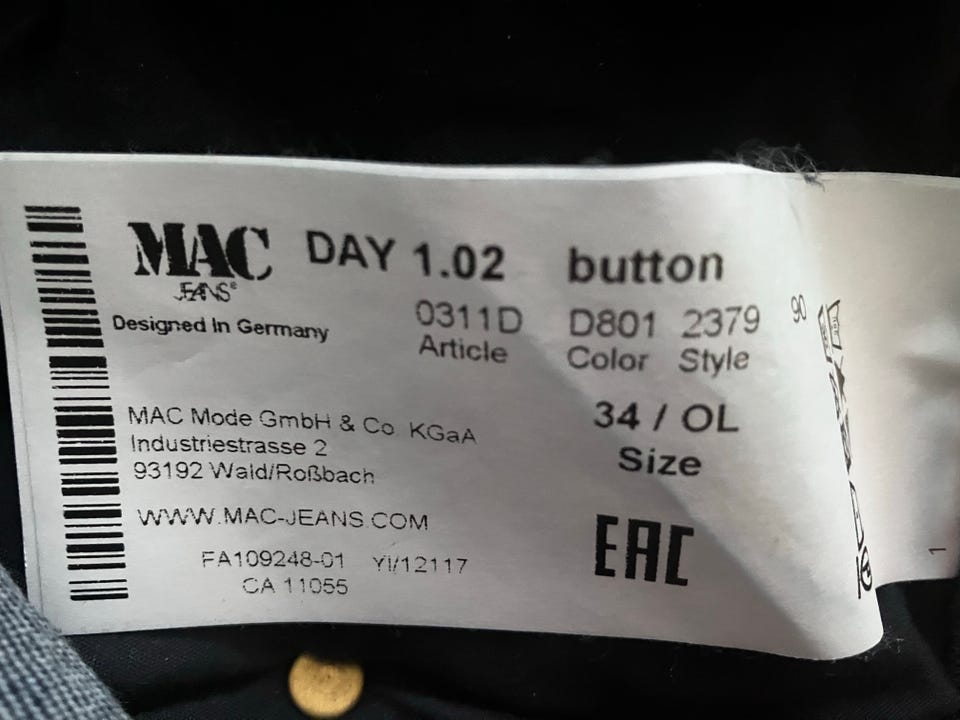 MAC DAY 1.02 button
JEANS®
Designed In Germany
0311D D801 2379
Article Color Style
MAC Mode GmbH & Co. KGaA
Industriestrasse 2
93192 Wald/Roßbach
34 / OL
Size
WWW.MAC-JEANS.COM
FA109248-01 YI/12117
CA 11055
EAC
90
1